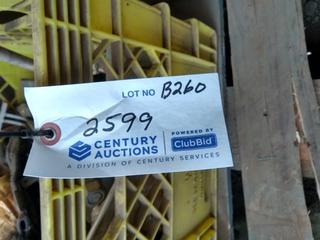 LOT NO B260
2599
CENTURY
AUCTIONS
POWERED BY
ClubBid
A DIVISION OF CENTURY SERVICES